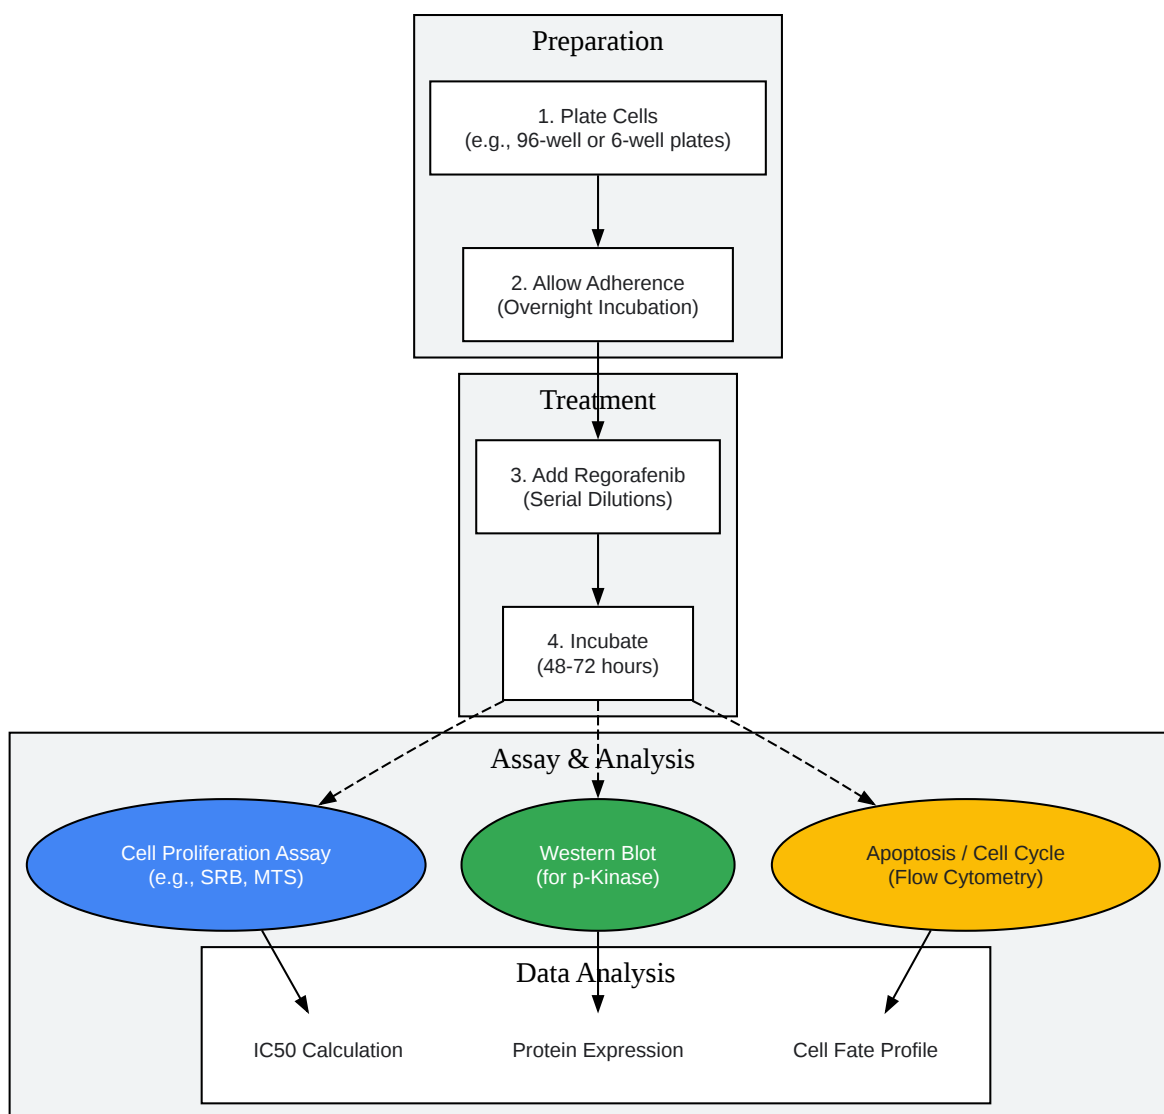 Preparation
1. Plate Cells
(e.g., 96-well or 6-well plates)
2. Allow Adherence
(Overnight Incubation)
Treatment
3. Add Regorafenib
(Serial Dilutions)
4. Incubate
(48-72 hours)
Assay & Analysis
Cell Proliferation Assay
(e.g., SRB, MTS)
Western Blot
(for p-Kinase)
Apoptosis / Cell Cycle
(Flow Cytometry)
Data Analysis
IC50 Calculation
Protein Expression
Cell Fate Profile